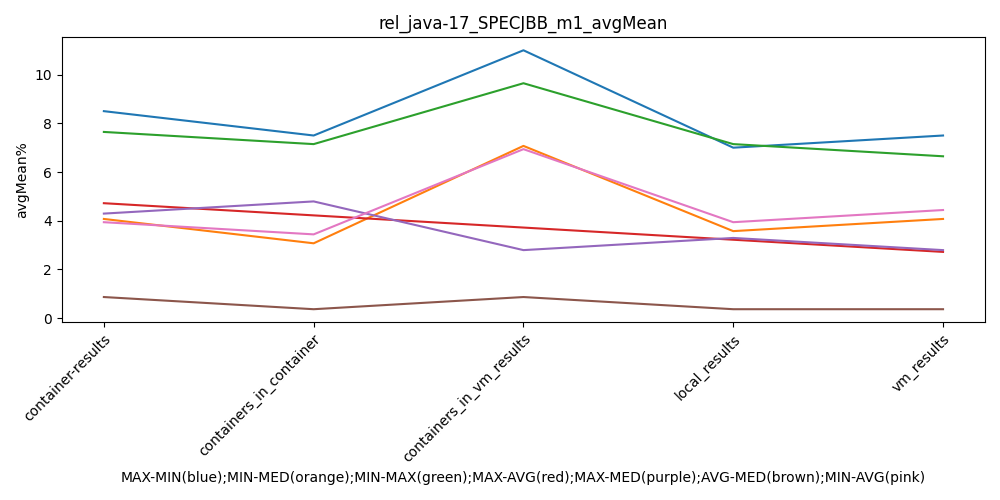 rel_java-17_SPECJBB_m1_avgMean
avgMean%
10
8
6
4
2
0
container-results
containers_in_container
containers_in_vm_results
local_results
vm_results
MAX-MIN(blue);MIN-MED(orange);MIN-MAX(green);MAX-AVG(red);MAX-MED(purple);AVG-MED(brown);MIN-AVG(pink)